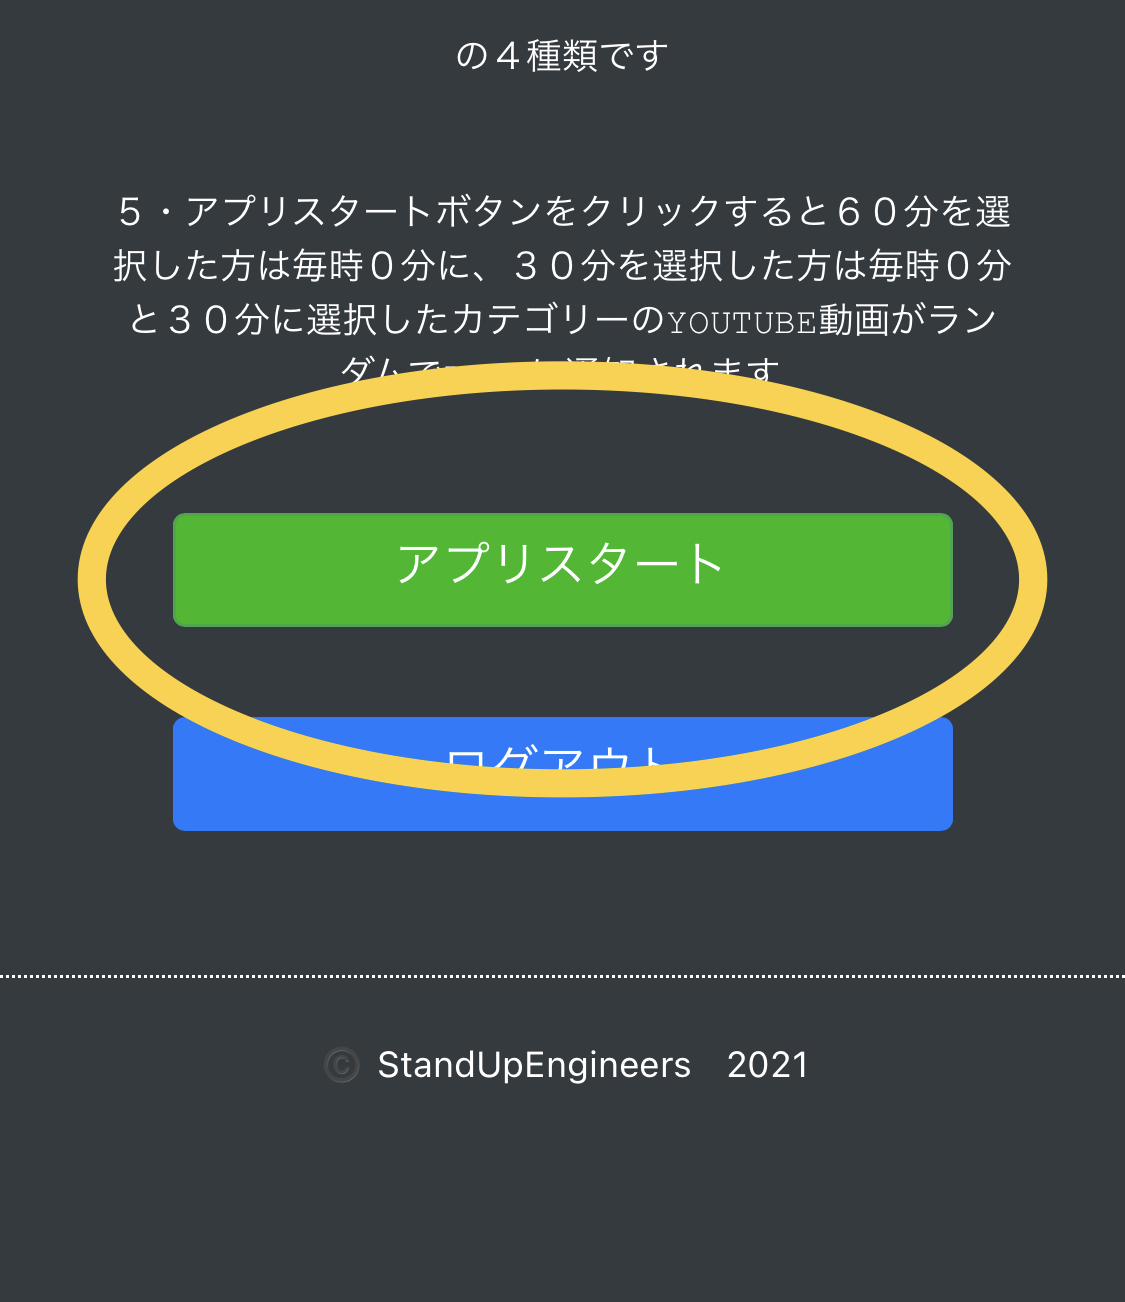 の４種類です
５・アプリスタートボタンをクリックすると６０分を選
択した方は毎時０分に、３０分を選択した方は毎時０分
と３０分に選択したカテゴリーのYOUTUBE動画がラン
ダムで 通知されます
アプリスタート
ログアウト
© StandUpEngineers　2021